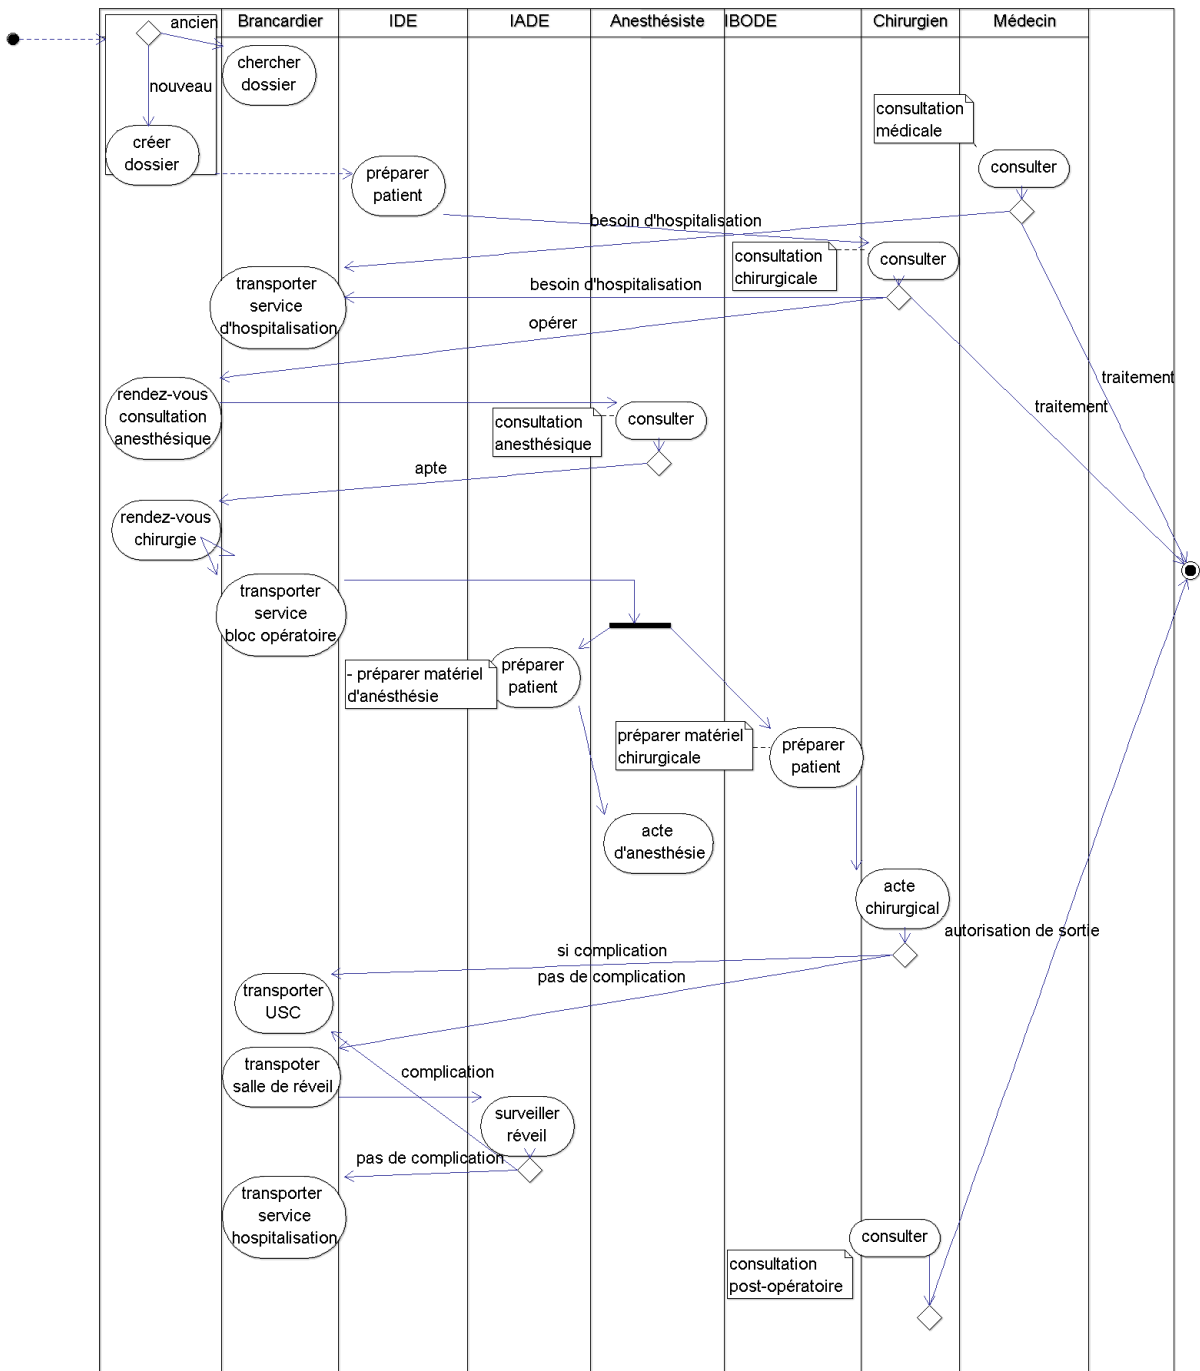 ancien
Brancardier
IDE
IADE
Anesthésiste
IBODE
Chirurgien
Médecin
chercher
dossier
nouveau
consultation
médicale
créer
dossier
préparer
patient
consulter
besoin d'hospitalisation
consultation
chirurgicale
consulter
transporter
service
d'hospitalisation
besoin d'hospitalisation
opérer
traitement
traitement
rendez-vous
consultation
anesthésique
consultation
anesthésique
consulter
apte
rendez-vous
chirurgie
transporter
service
bloc opératoire
- préparer matériel
d'anésthésie
préparer
patient
préparer matériel
chirurgicale
préparer
patient
acte
d'anesthésie
acte
chirurgical
autorisation de sortie
si complication
pas de complication
transporter
USC
transpoter
salle de réveil
complication
surveiller
réveil
pas de complication
transporter
service
hospitalisation
consulter
consultation
post-opératoire